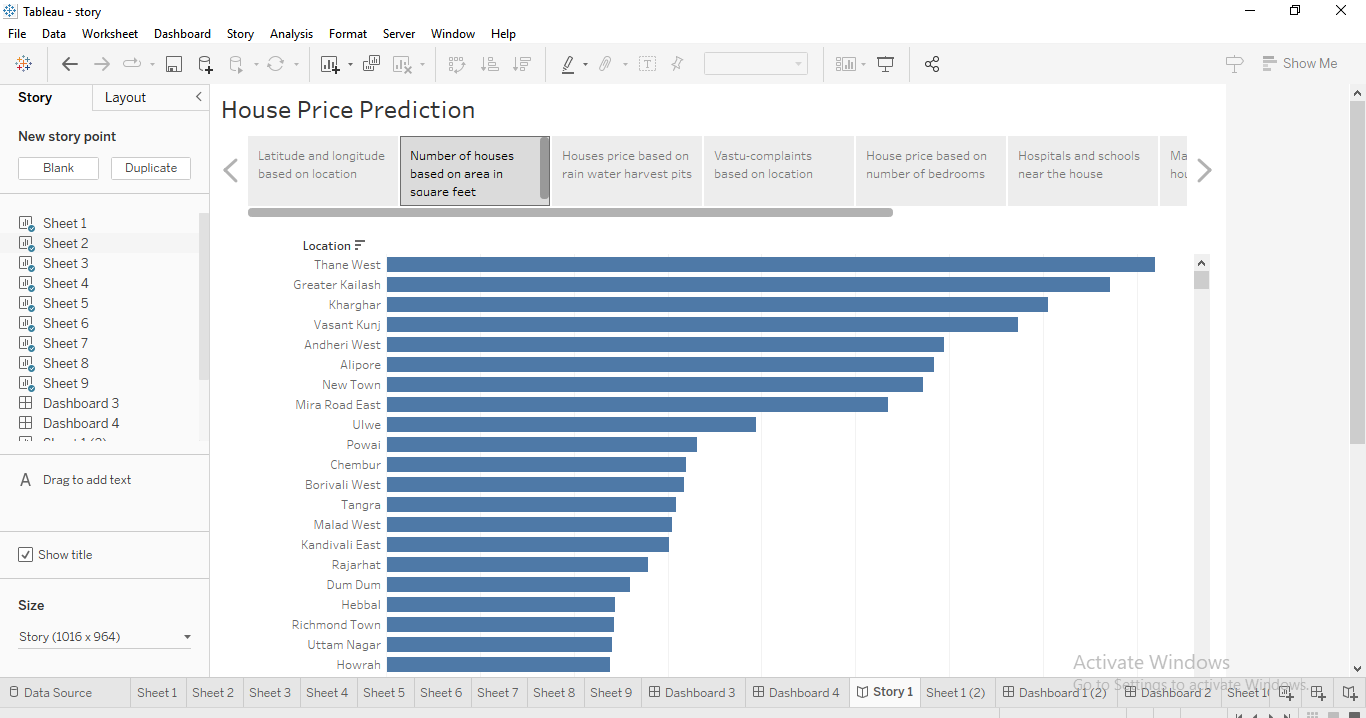 Tableau - story
File Data Worksheet Dashboard Story Analysis Format Server Window Help
Show Me
Story Layout
New story point
Blank Duplicate
Sheet 1
Sheet 2
Sheet 3
Sheet 4
Sheet 5
Sheet 6
Sheet 7
Sheet 8
Sheet 9
Dashboard 3
Dashboard 4
Sheet 1 (2)
A Drag to add text
Show title
Size
Story (1016 x 964)
House Price Prediction
Latitude and longitude
based on location
Number of houses
based on area in
square feet
Houses price based on
rain water harvest pits
Vastu-complaints
based on location
House price based on
number of bedrooms
Hospitals and schools
near the house
Location
Thane West
Greater Kailash
Kharghar
Vasant Kunj
Andheri West
Alipore
New Town
Mira Road East
Ulwe
Powai
Chembur
Borivali West
Tangra
Malad West
Kandivali East
Rajarhat
Dum Dum
Hebbal
Richmond Town
Uttam Nagar
Howrah
Activate Windows
Go to Settings to activate Windows.
Data Source Sheet 1 Sheet 2 Sheet 3 Sheet 4 Sheet 5 Sheet 6 Sheet 7 Sheet 8 Sheet 9 Dashboard 3 Dashboard 4 Story 1 Sheet 1 (2) Dashboard 1 (2) Dashboard 2 Sheet 1